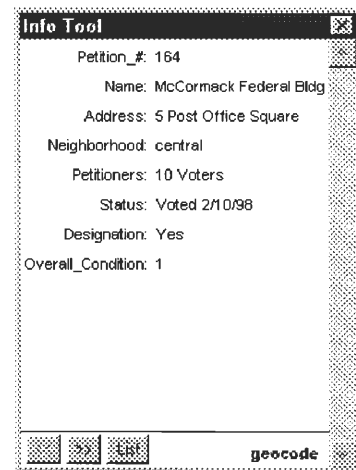 Info Tool
Petition_#: 164
Name: McCormack Federal Bldg
Address: 5 Post Office Square
Neighborhood: central
Petitioners: 10 Voters
Status: Voted 2/10/98
Designation: Yes
Overall_Condition: 1
>> List geocode